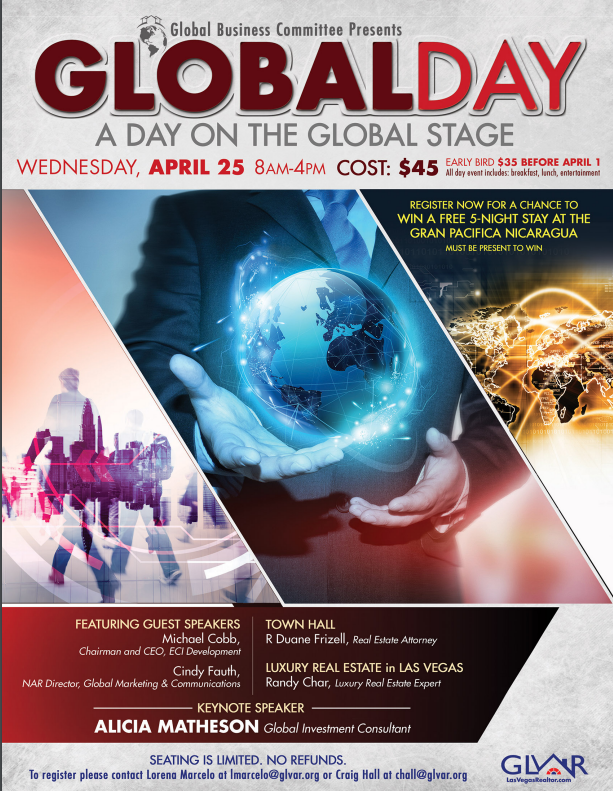 Global Business Committee Presents
GLOBALDAY
A DAY ON THE GLOBAL STAGE
WEDNESDAY, APRIL 25 8AM-4PM COST: $45
EARLY BIRD $35 BEFORE APRIL 1
All day event includes: breakfast, lunch, entertainment
REGISTER NOW FOR A CHANCE TO
WIN A FREE 5-NIGHT STAY AT THE
GRAN PACIFICA NICARAGUA
MUST BE PRESENT TO WIN
FEATURING GUEST SPEAKERS
Michael Cobb,
Chairman and CEO, ECI Development
Cindy Fauth,
NAR Director, Global Marketing & Communications
TOWN HALL
R Duane Frizell, Real Estate Attorney
LUXURY REAL ESTATE in LAS VEGAS
Randy Char, Luxury Real Estate Expert
KEYNOTE SPEAKER
ALICIA MATHESON Global Investment Consultant
SEATING IS LIMITED. NO REFUNDS.
To register please contact Lorena Marcelo at lmarcelo@glvar.org or Craig Hall at chall@glvar.org
GLVAR
LasVegasRealtor.com